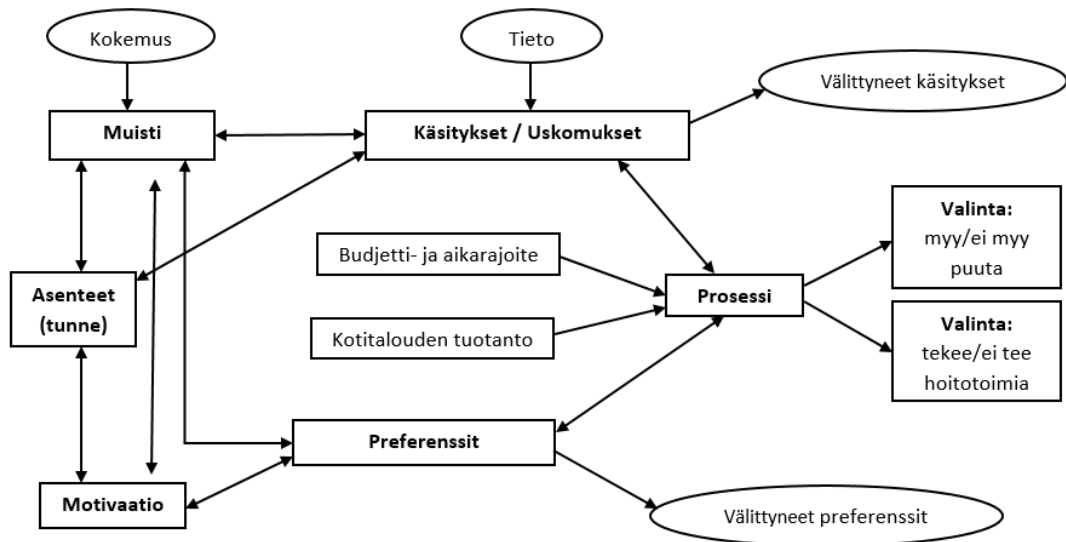 Kokemus
Tieto
Välittyneet käsitykset
Muisti
Käsitykset / Uskomukset
Valinta:
myy/ei myy
puuta
Budjetti- ja aikarajoite
Asenteet
(tunne)
Prosessi
Kotitalouden tuotanto
Valinta:
tekee/ei tee
hoitotoimia
Preferenssit
Motivaatio
Välittyneet preferenssit